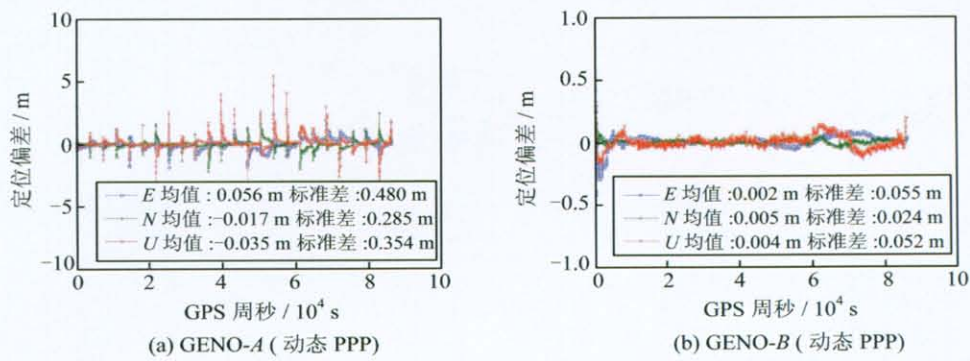 10
5
0
−5
−10
定位偏差 / m
E 均值 : 0.056 m 标准差 :0.480 m
N 均值 :−0.017 m 标准差 :0.285 m
U 均值 :−0.035 m 标准差 :0.354 m
0 2 4 6 8 10
GPS 周秒 / 10⁴ s
(a) GENO-A ( 动态 PPP)
1.0
0.5
0
−0.5
−1.0
定位偏差 / m
E 均值 :0.002 m 标准差 :0.055 m
N 均值 :0.005 m 标准差 :0.024 m
U 均值 :0.004 m 标准差 :0.052 m
0 2 4 6 8 10
GPS 周秒 / 10⁴ s
(b) GENO-B ( 动态 PPP)